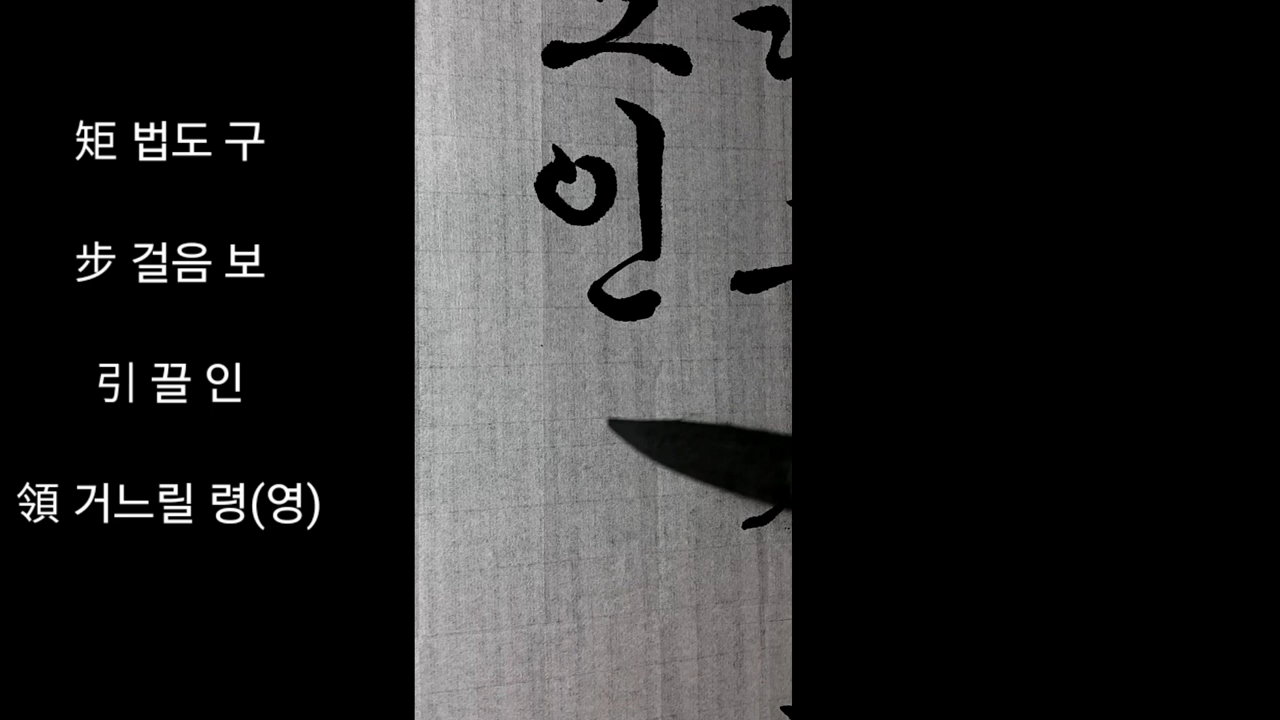 矩 법도 구
步 걸음 보
引 끌 인
領 거느릴 령(영)
인